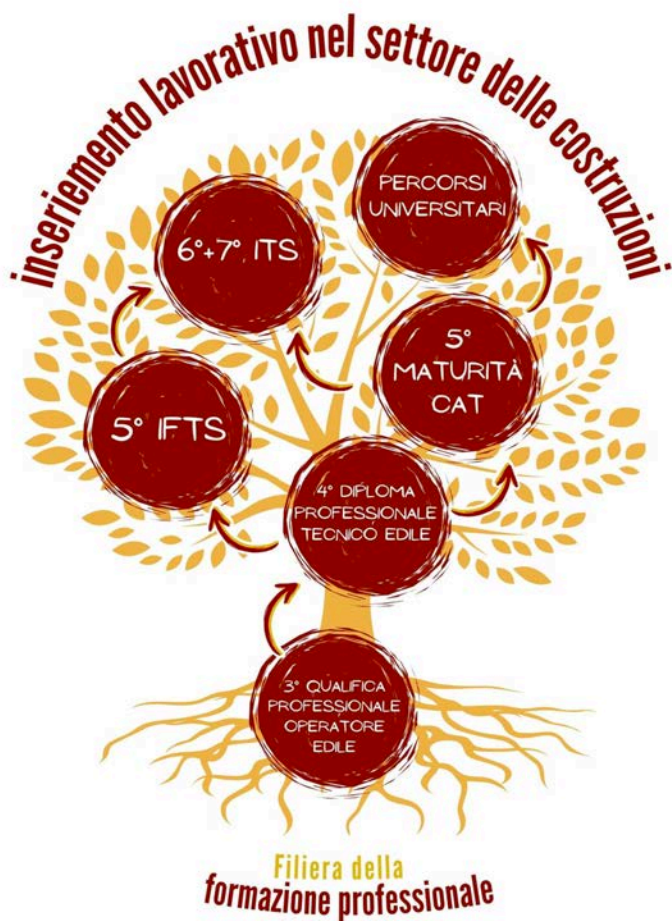 inseriemento lavorativo nel settore delle costruzioni
PERCORSI
UNIVERSITARI
6°+7° ITS
5°
MATURITÀ
CAT
5° IFTS
4° DIPLOMA
PROFESSIONALE
TECNICO EDILE
3° QUALIFICA
PROFESSIONALE
OPERATORE
EDILE
Filiera della
formazione professionale